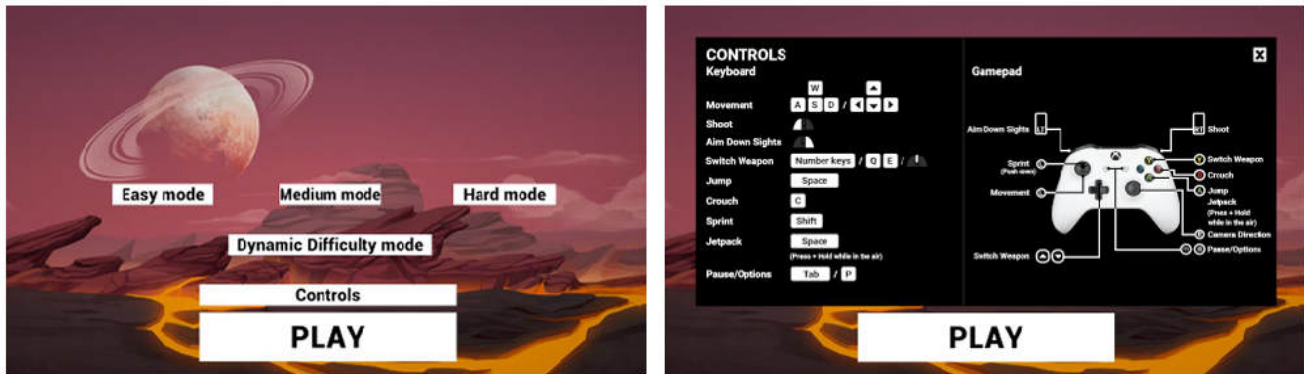 Easy mode
Medium mode
Hard mode
Dynamic Difficulty mode
Controls
PLAY
CONTROLS
Keyboard
W
Movement A S D /
Shoot
Aim Down Sights
Switch Weapon Number keys / Q E /
Jump Space
Crouch C
Sprint Shift
Jetpack Space
(Press + Hold while in the air)
Pause/Options Tab / P
X
Gamepad
Aim Down Sights LT
RT Shoot
Sprint L
(Push down)
Y Switch Weapon
Crouch
Movement L
Jump
Jetpack
(Press + Hold
while in the air)
R Camera Direction
Pause/Options
Switch Weapon
PLAY